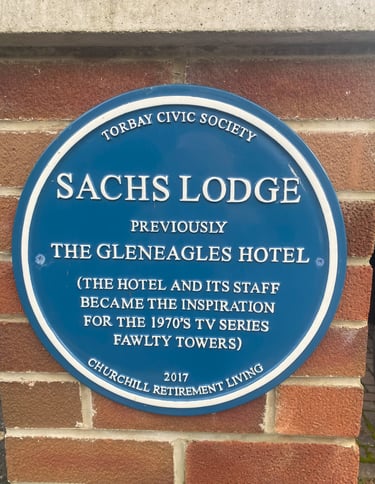 TORBAY CIVIC SOCIETY
SACHS LODGE
PREVIOUSLY
THE GLENEAGLES HOTEL
(THE HOTEL AND ITS STAFF
BECAME THE INSPIRATION
FOR THE 1970'S TV SERIES
FAWLTY TOWERS)
2017
CHURCHILL RETIREMENT LIVING